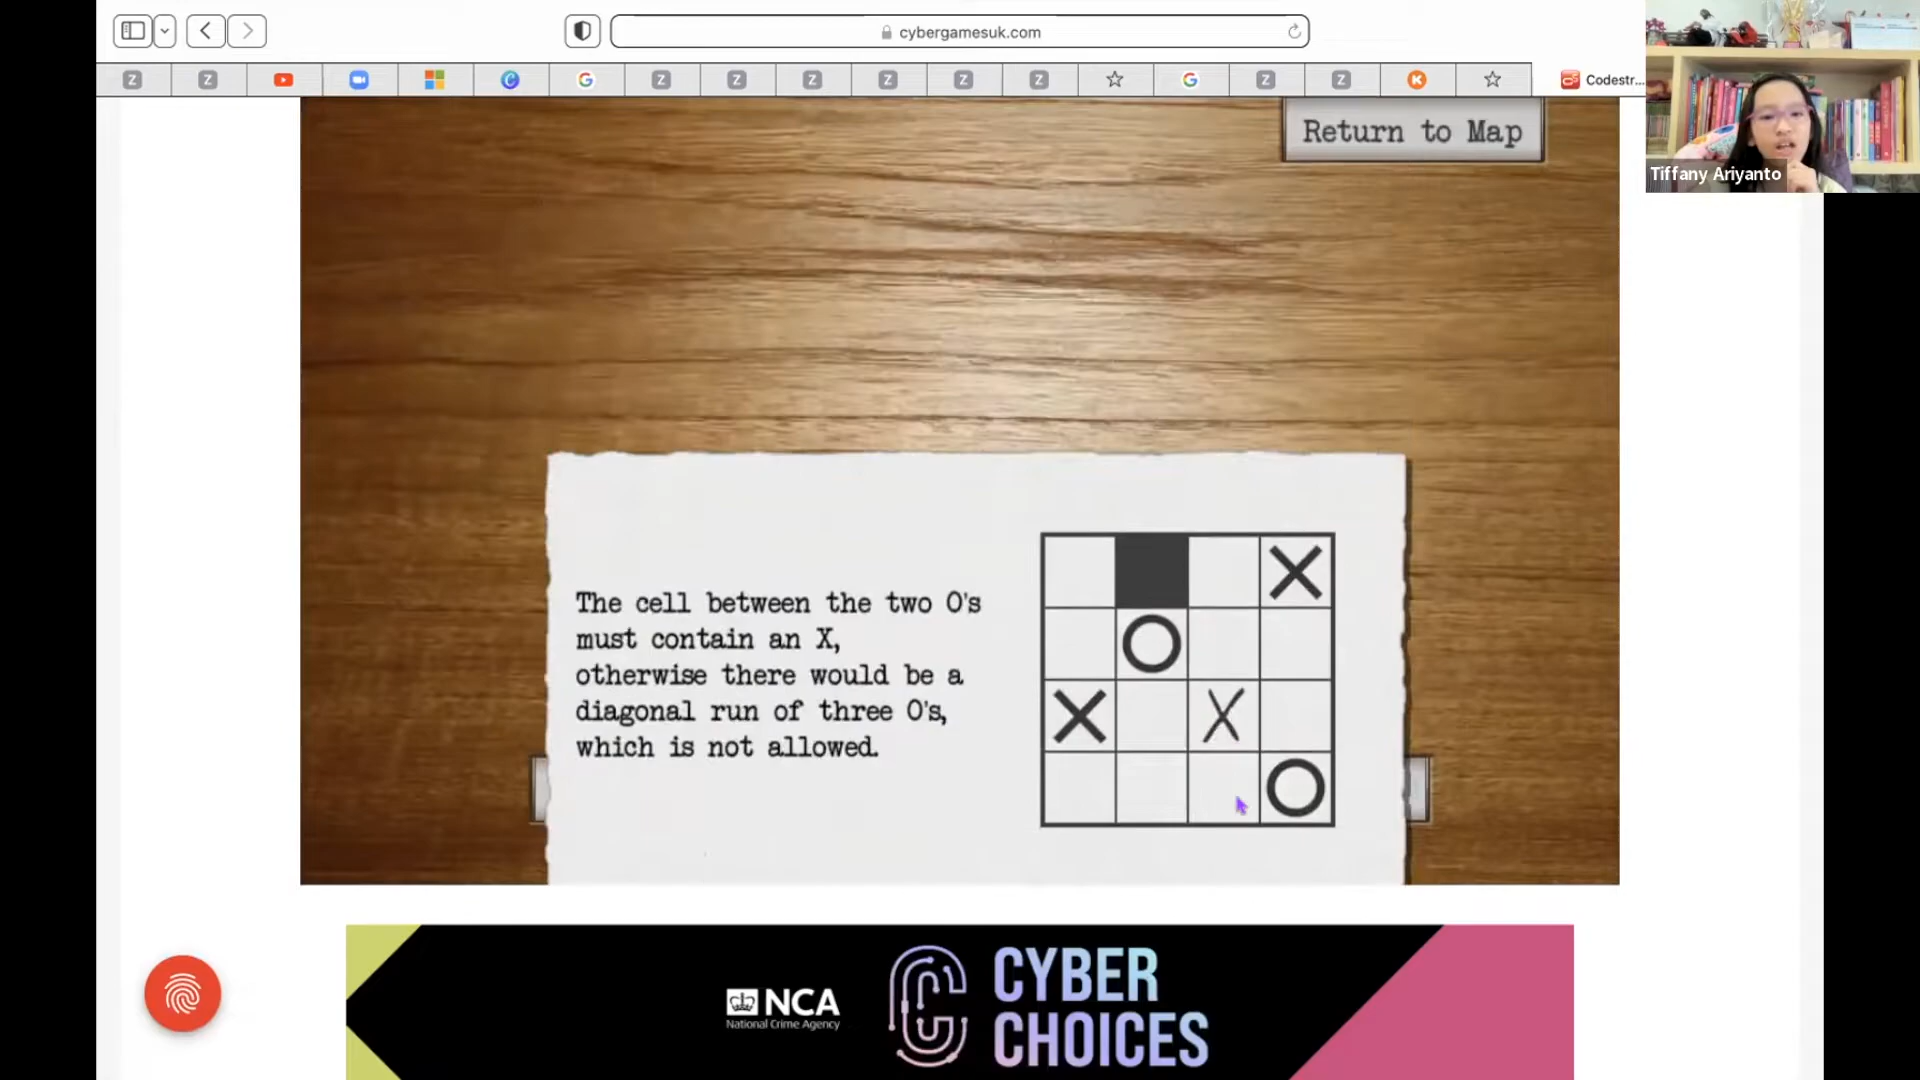 cybergamesuk.com
Codestr...
Return to Map
Tiffany Ariyanto
The cell between the two O's
must contain an X,
otherwise there would be a
diagonal run of three O's,
which is not allowed.
X
O
X X
O
NCA
National Crime Agency
CYBER
CHOICES